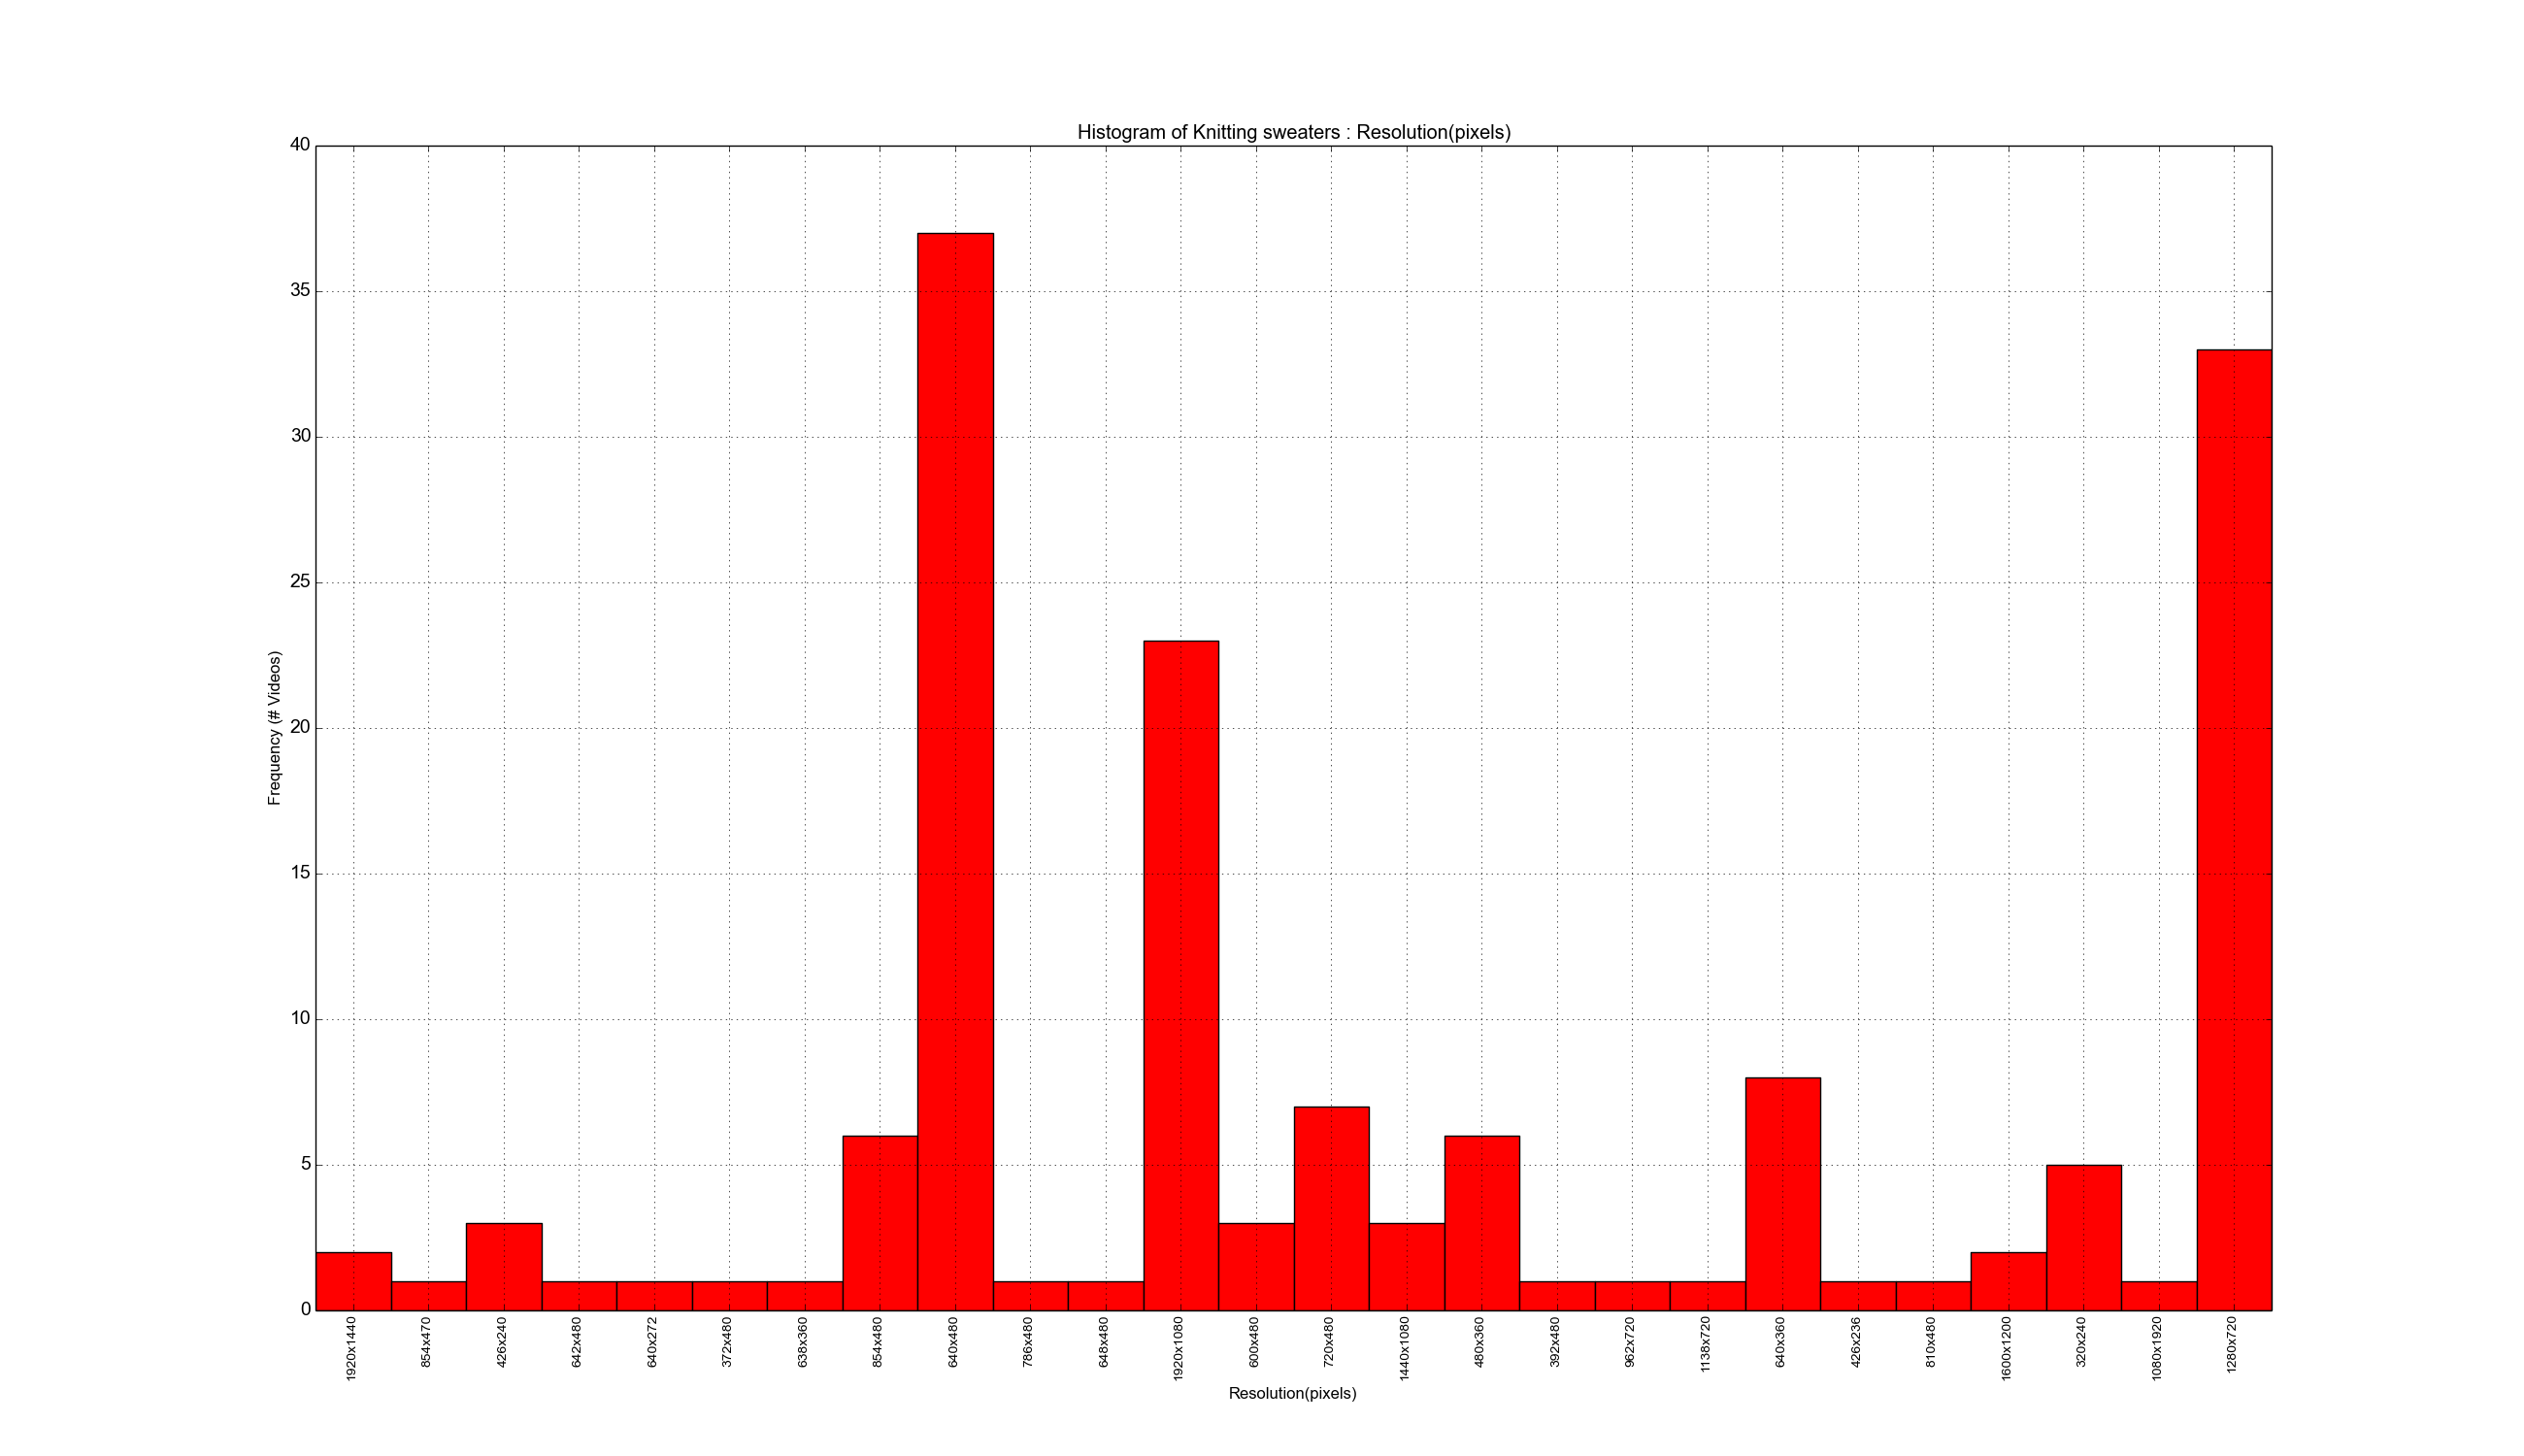 Histogram of Knitting sweaters : Resolution(pixels)
40
35
30
25
20
15
10
5
0
Frequency (# Videos)
1920x1440
854x470
426x240
642x480
640x272
372x480
638x360
854x480
640x480
786x480
648x480
1920x1080
600x480
720x480
1440x1080
480x360
392x480
962x720
1138x720
640x360
426x236
810x480
1600x1200
320x240
1080x1920
1280x720
Resolution(pixels)